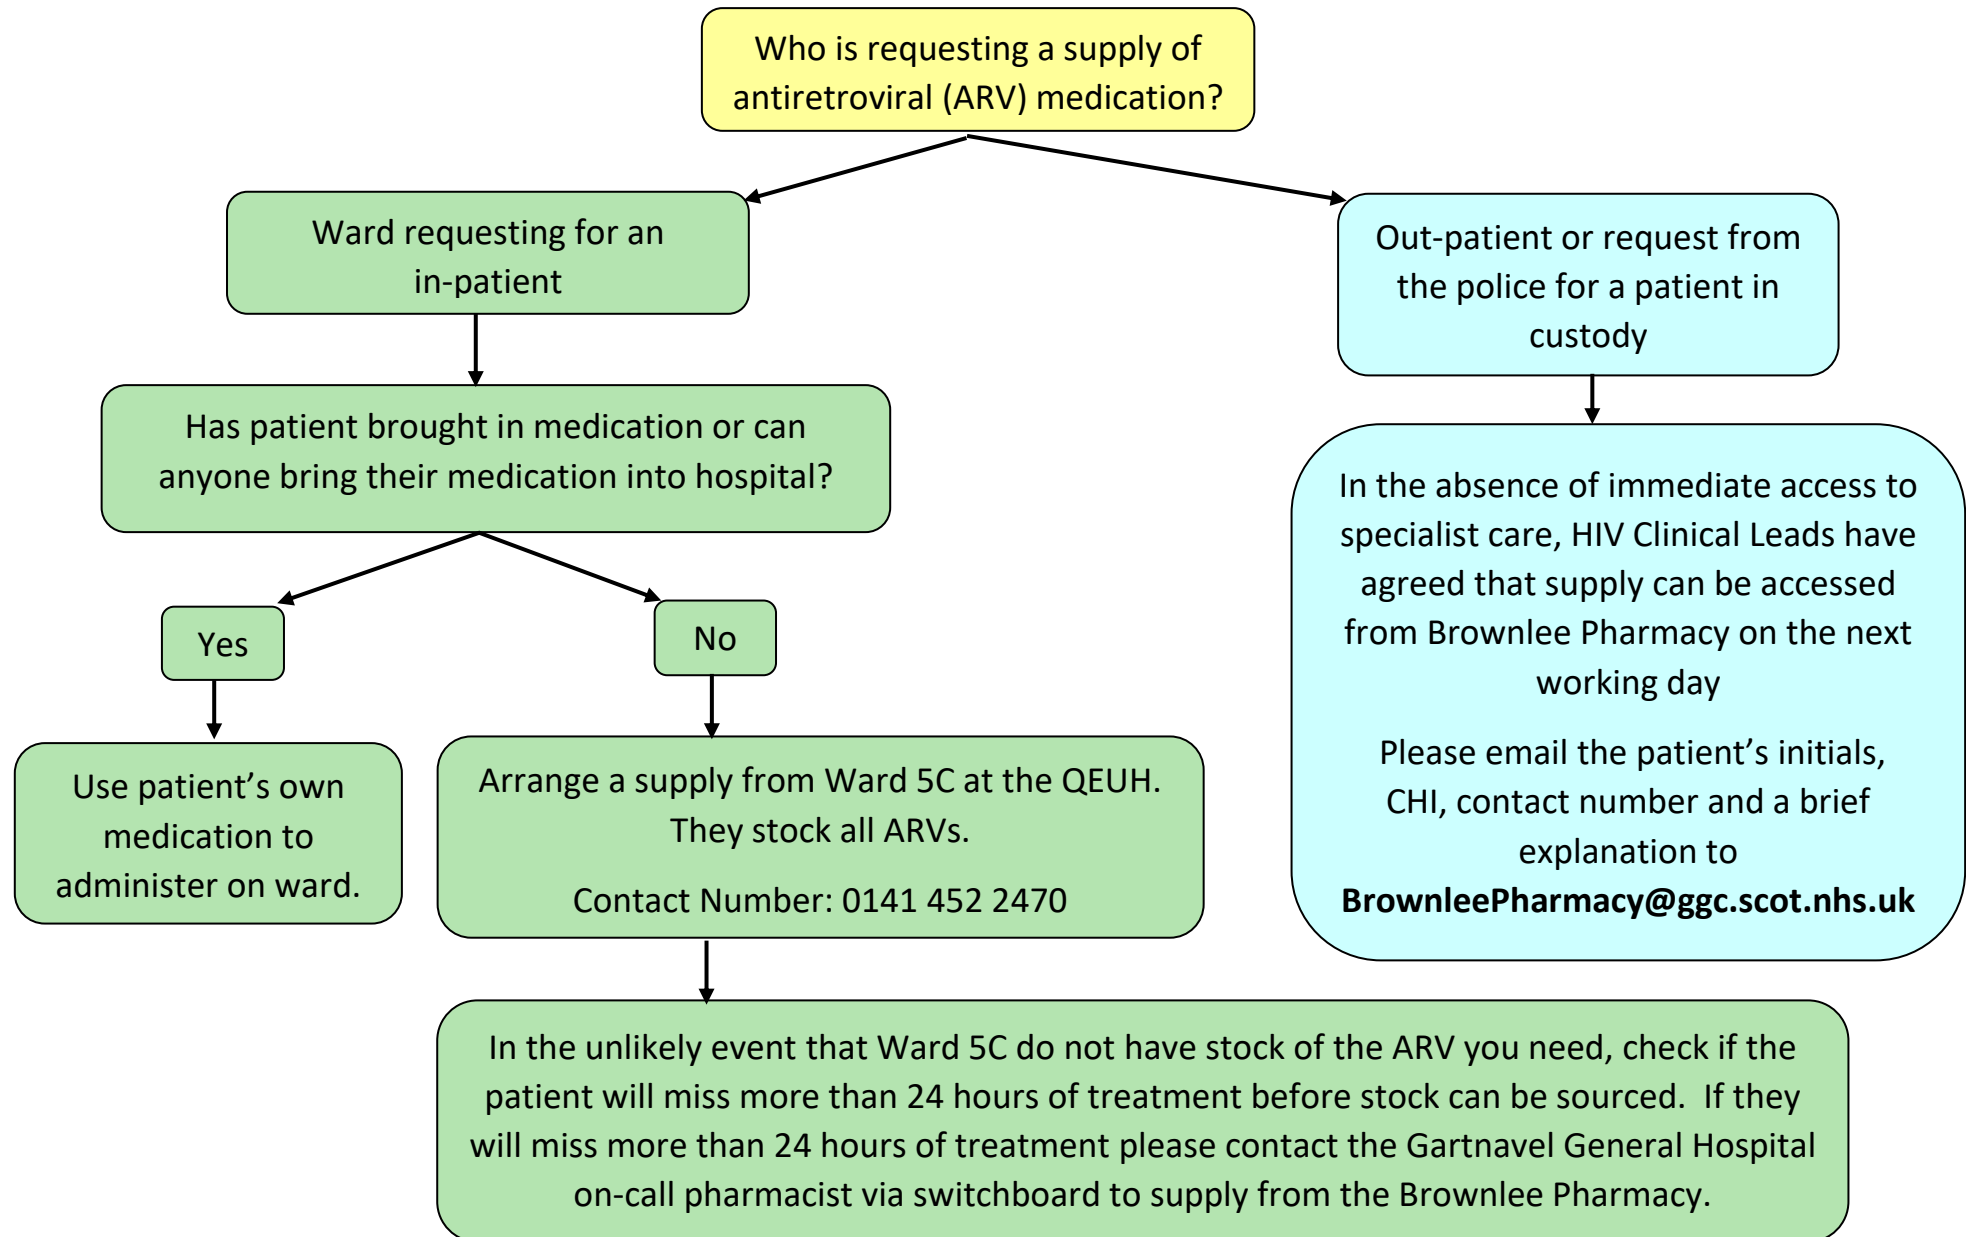 Who is requesting a supply of
antiretroviral (ARV) medication?
Ward requesting for an
in-patient
Out-patient or request from
the police for a patient in
custody
Has patient brought in medication or can
anyone bring their medication into hospital?
Yes
No
Use patient’s own
medication to
administer on ward.
Arrange a supply from Ward 5C at the QEUH.
They stock all ARVs.
Contact Number: 0141 452 2470
In the absence of immediate access to
specialist care, HIV Clinical Leads have
agreed that supply can be accessed
from Brownlee Pharmacy on the next
working day
Please email the patient’s initials,
CHI, contact number and a brief
explanation to
BrownleePharmacy@ggc.scot.nhs.uk
In the unlikely event that Ward 5C do not have stock of the ARV you need, check if the
patient will miss more than 24 hours of treatment before stock can be sourced.  If they
will miss more than 24 hours of treatment please contact the Gartnavel General Hospital
on-call pharmacist via switchboard to supply from the Brownlee Pharmacy.